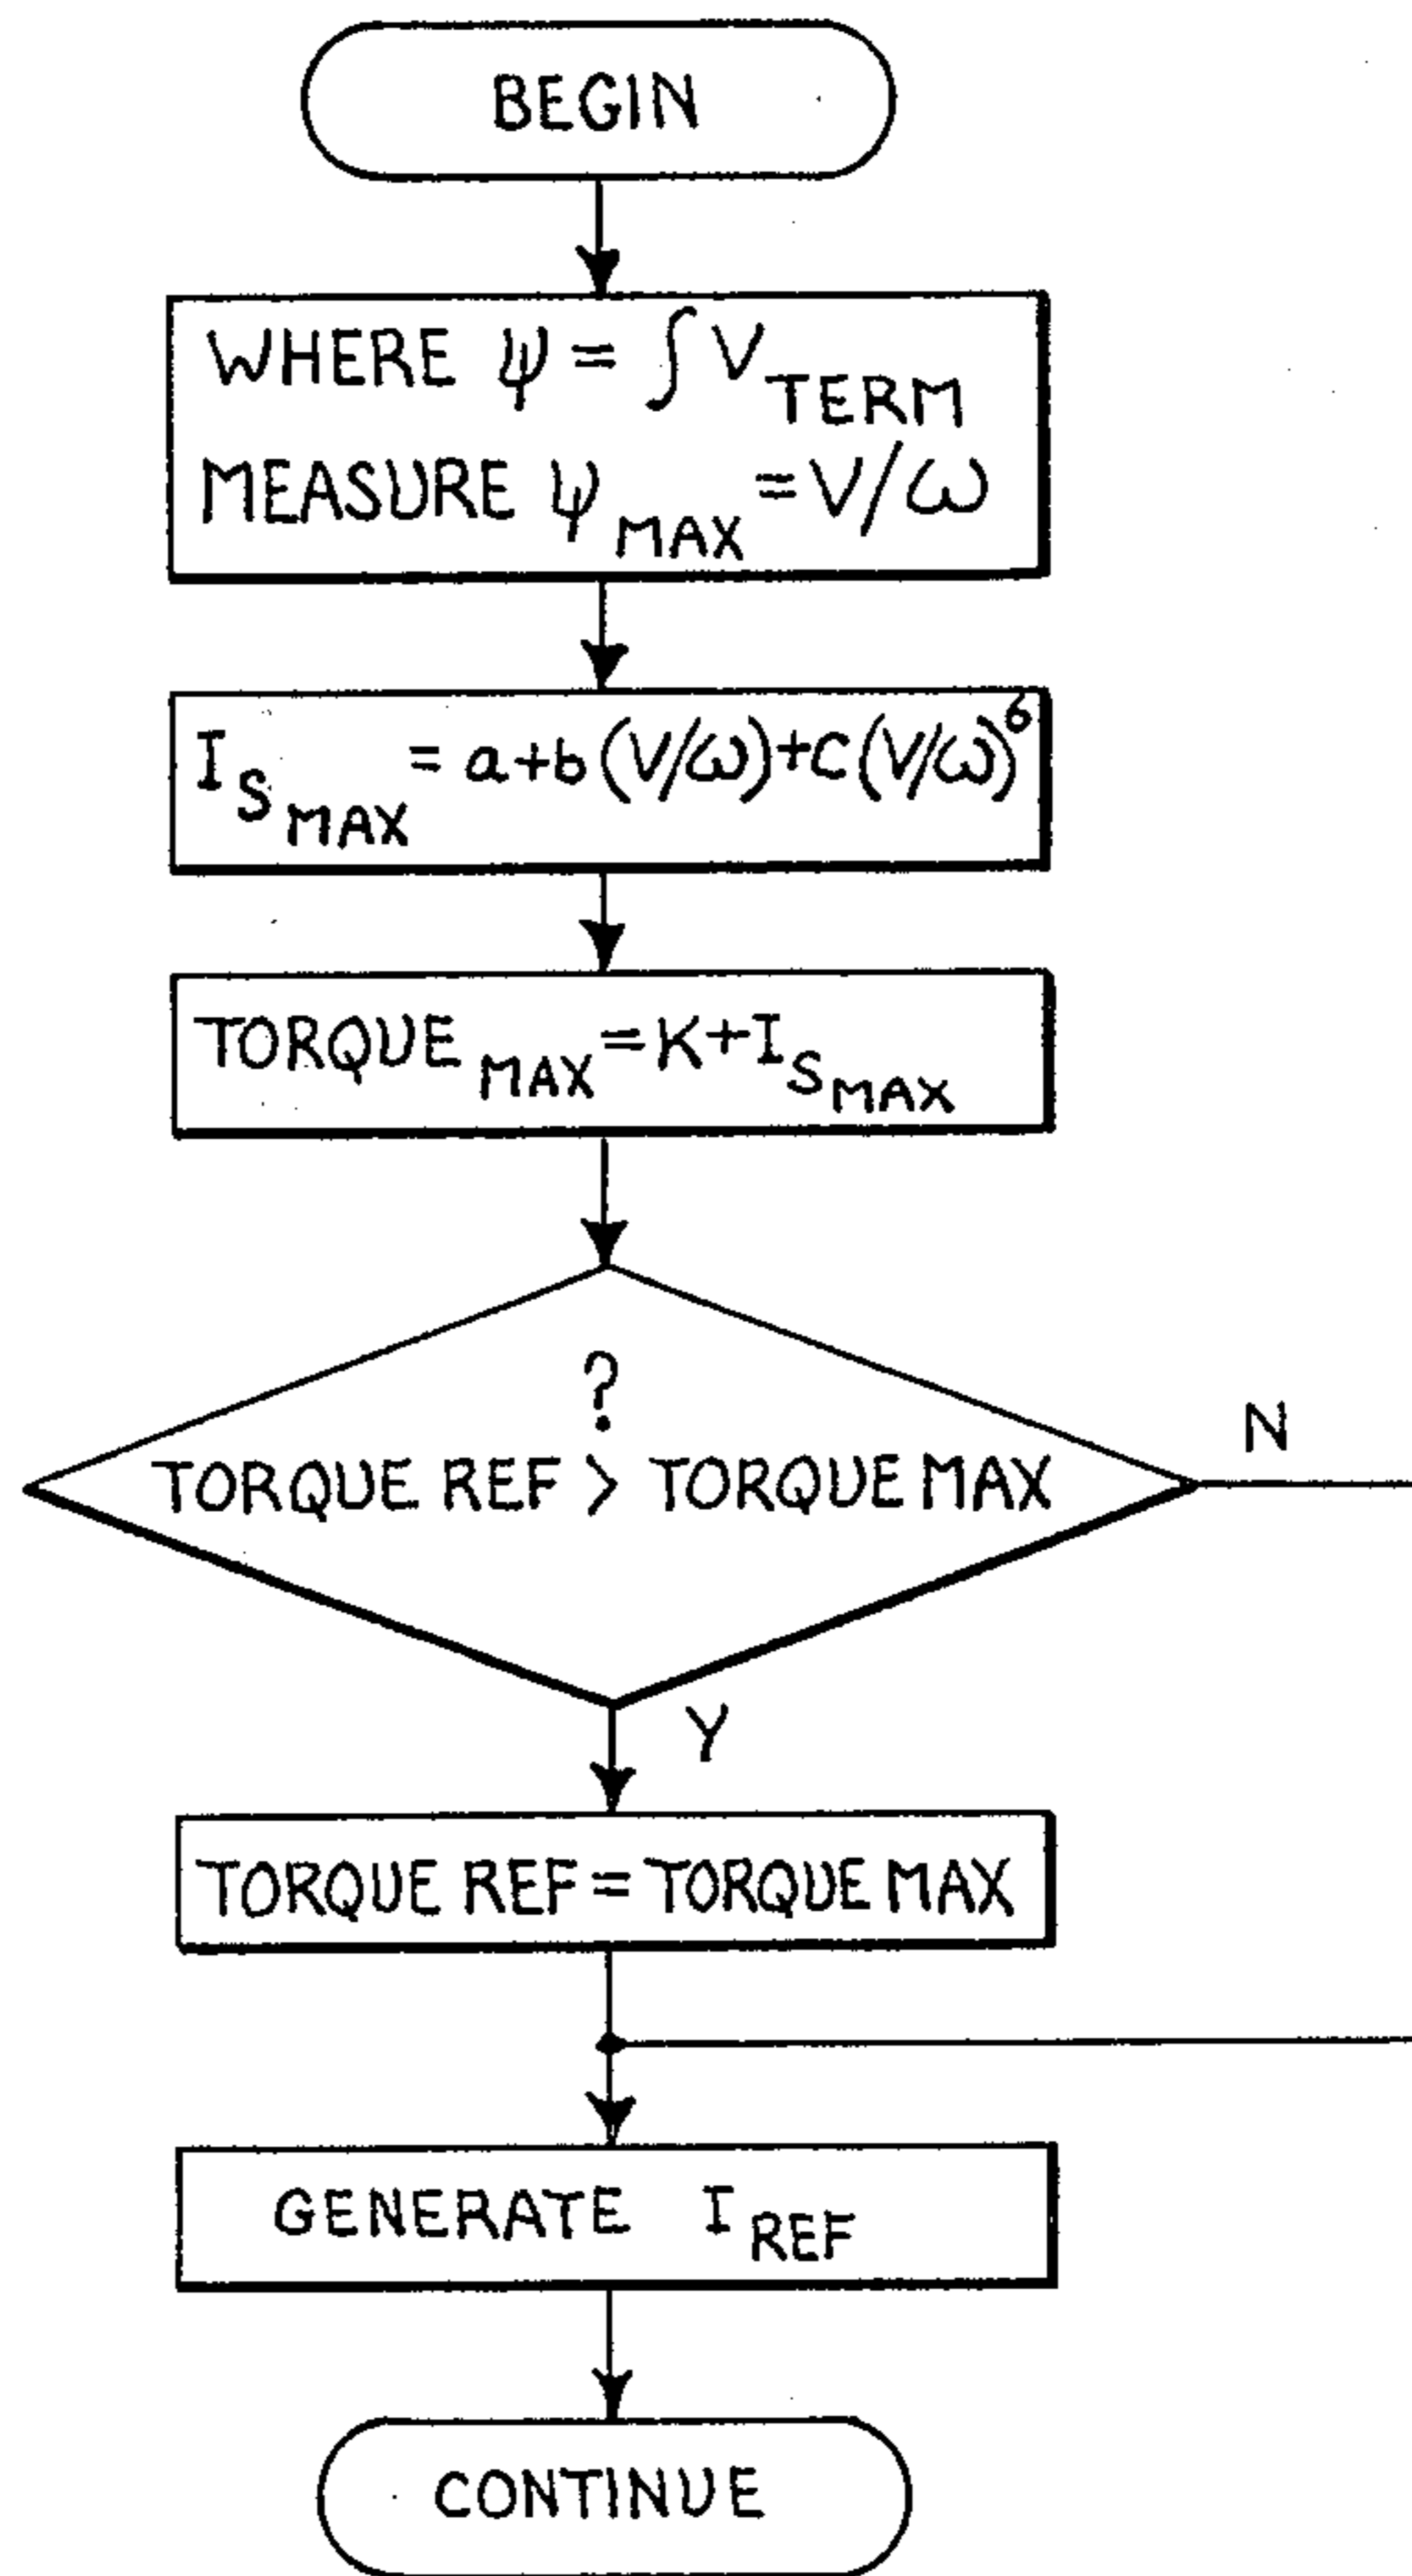 BEGIN
WHERE ψ = ∫ V TERM
MEASURE ψ MAX = V/ω
I S MAX = a+b(V/ω)+C(V/ω)⁶
TORQUE MAX = K+I S MAX
?
TORQUE REF > TORQUE MAX
N
Y
TORQUE REF = TORQUE MAX
GENERATE I REF
CONTINUE